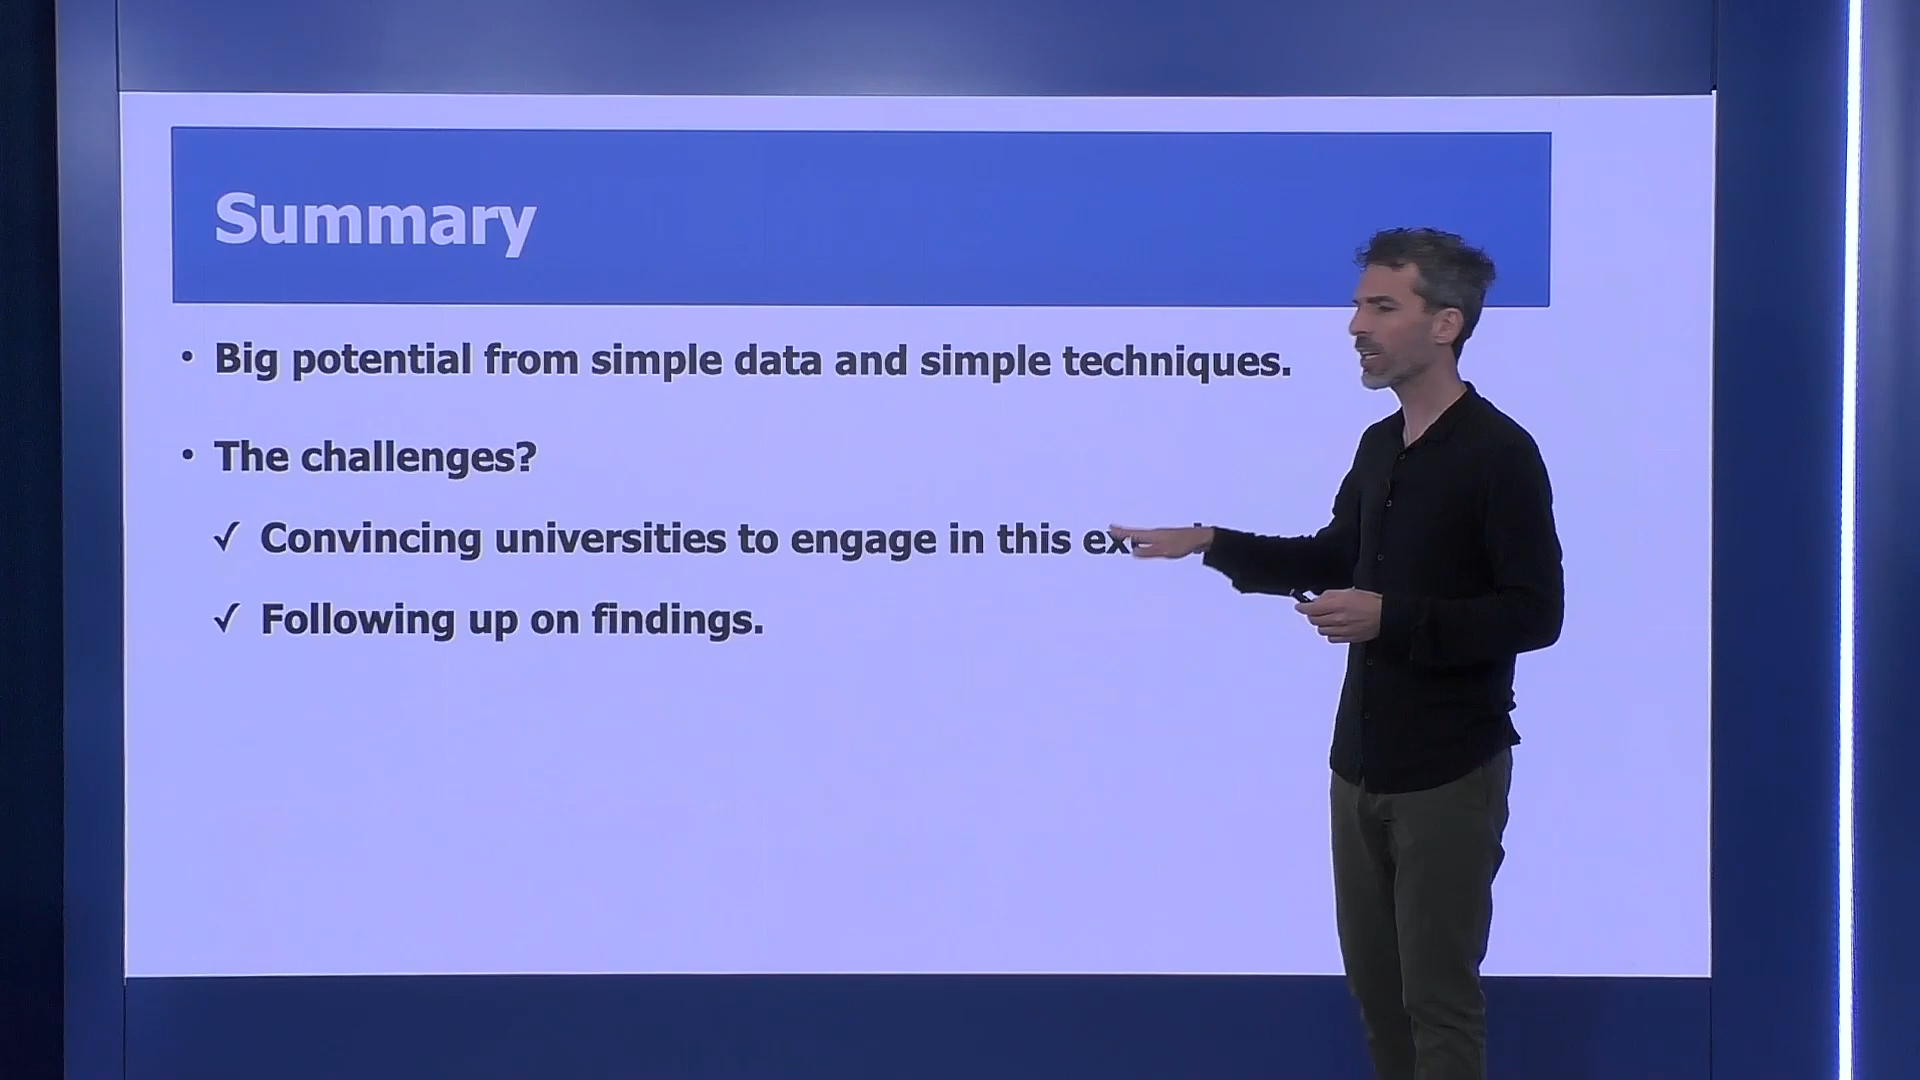 Summary
• Big potential from simple data and simple techniques.
• The challenges?
✓ Convincing universities to engage in this
✓ Following up on findings.